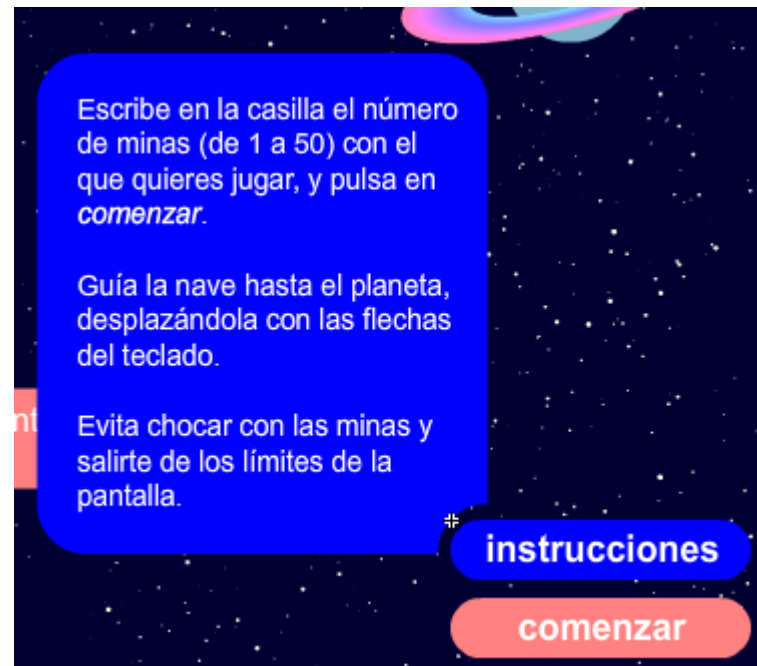 Escribe en la casilla el número
de minas (de 1 a 50) con el
que quieres jugar, y pulsa en
comenzar.
Guía la nave hasta el planeta,
desplazándola con las flechas
del teclado.
Evita chocar con las minas y
salirte de los límites de la
pantalla.
instrucciones
comenzar